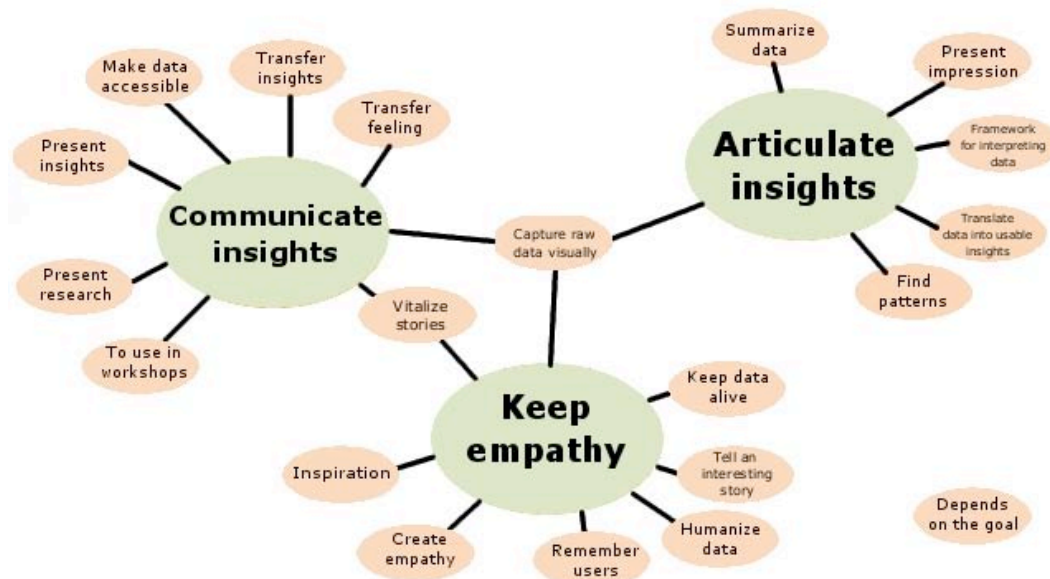 Summarize
data
Present
impression
Framework
for interpreting
data
Translate
data into usable
insights
Find
patterns
Articulate
insights
Make data
accessible
Transfer
insights
Transfer
feeling
Present
insights
Communicate
insights
Present
research
To use in
workshops
Capture raw
data visually
Vitalize
stories
Keep
empathy
Keep data
alive
Tell an
interesting
story
Humanize
data
Remember
users
Create
empathy
Inspiration
Depends
on the goal